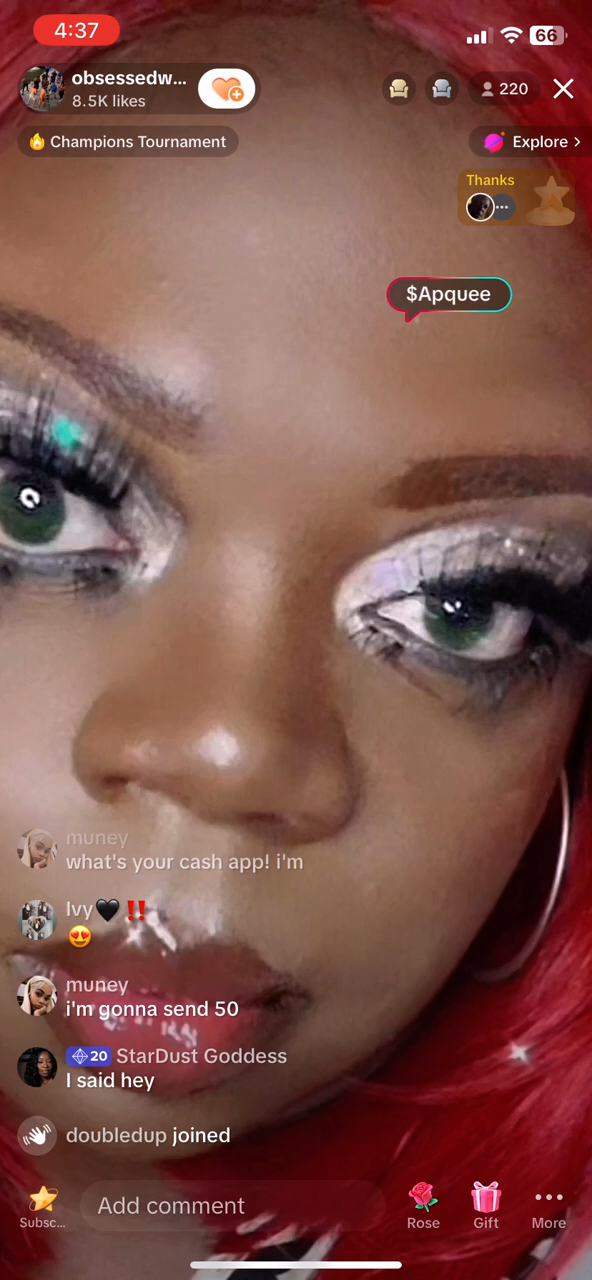 4:37
66
obsessedw...
8.5K likes
220
🔥 Champions Tournament
Explore >
Thanks
$Apquee
muney
what's your cash app! i'm
Ivy🖤‼️
😍
muney
i'm gonna send 50
20 StarDust Goddess
I said hey
doubledup joined
Add comment
Subsc...
Rose
Gift
More